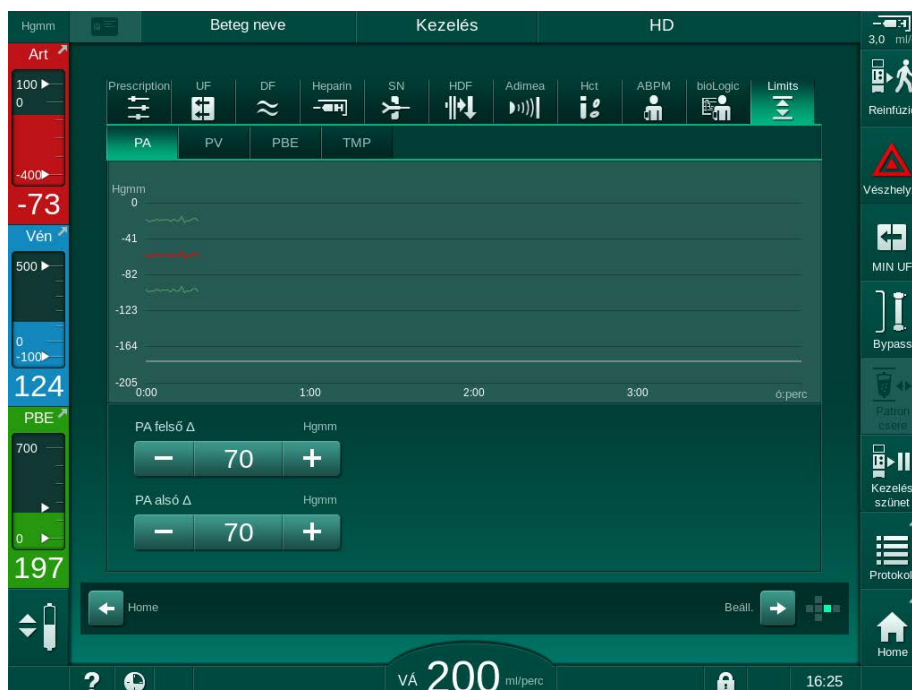 Hgmm
Beteg neve
Kezelés
HD
3,0 ml/
Art
100
0
-400
-73
Vén
500
0
-100
124
PBE
700
0
197
Prescription UF DF Heparin SN HDF Adimea Hct ABPM bioLogic Limits
PA PV PBE TMP
Hgmm
0
-41
-82
-123
-164
-205
0:00 1:00 2:00 3:00 ó:perc
PA felső Δ Hgmm
− 70 +
PA alsó Δ Hgmm
− 70 +
Home
Beáll.
Reinfúzi
Vészhely
MIN UF
Bypass
Patron
csere
Kezelés
szünet
Protokol
Home
? VÁ 200 ml/perc 16:25